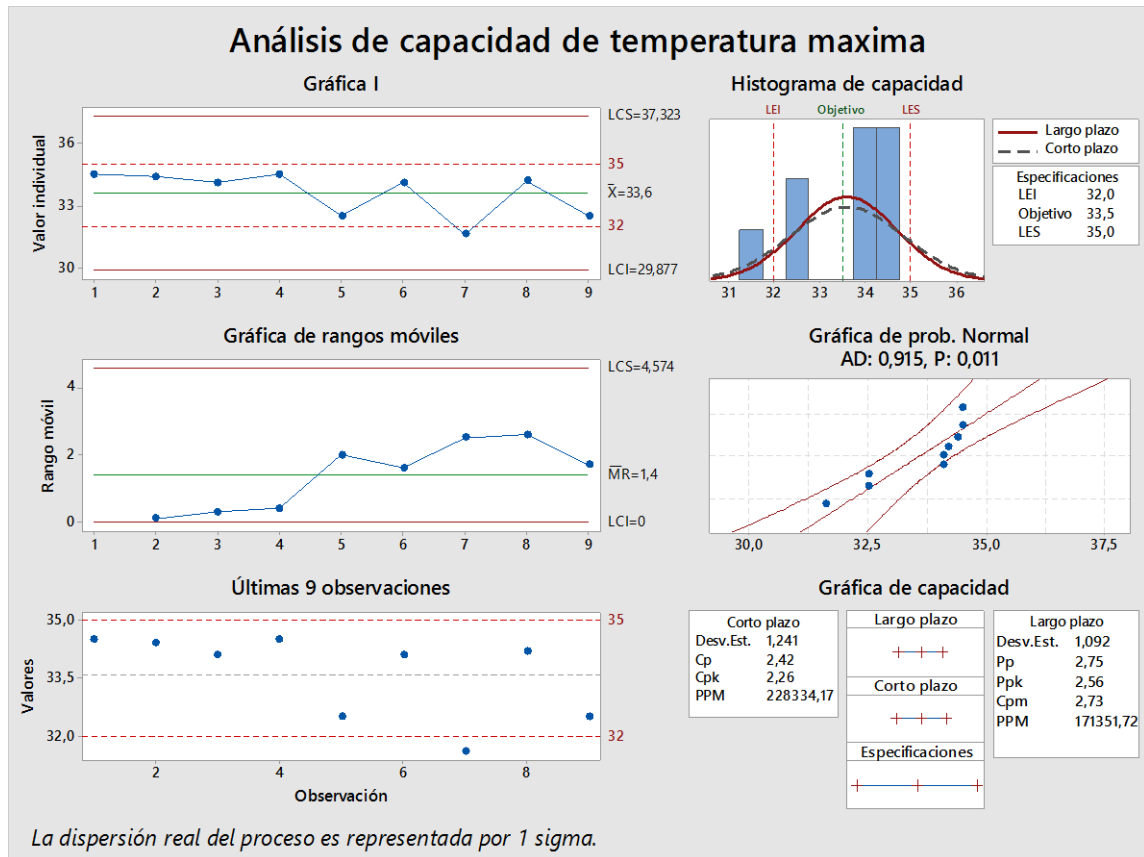 Análisis de capacidad de temperatura maxima
Gráfica I
Valor individual
36
33
30
1 2 3 4 5 6 7 8 9
LCS=37,323
35
X̄=33,6
32
LCI=29,877
Histograma de capacidad
LEI Objetivo LES
31 32 33 34 35 36
Largo plazo
Corto plazo
Especificaciones
LEI 32,0
Objetivo 33,5
LES 35,0
Gráfica de rangos móviles
Rango móvil
4
2
0
1 2 3 4 5 6 7 8 9
LCS=4,574
M̅R̅=1,4
LCI=0
Gráfica de prob. Normal
AD: 0,915, P: 0,011
30,0 32,5 35,0 37,5
Últimas 9 observaciones
Valores
35,0
33,5
32,0
2 4 6 8
Observación
35
32
Gráfica de capacidad
Corto plazo
Desv.Est. 1,241
Cp 2,42
Cpk 2,26
PPM 228334,17
Largo plazo
Corto plazo
Especificaciones
Largo plazo
Desv.Est. 1,092
Pp 2,75
Ppk 2,56
Cpm 2,73
PPM 171351,72
La dispersión real del proceso es representada por 1 sigma.